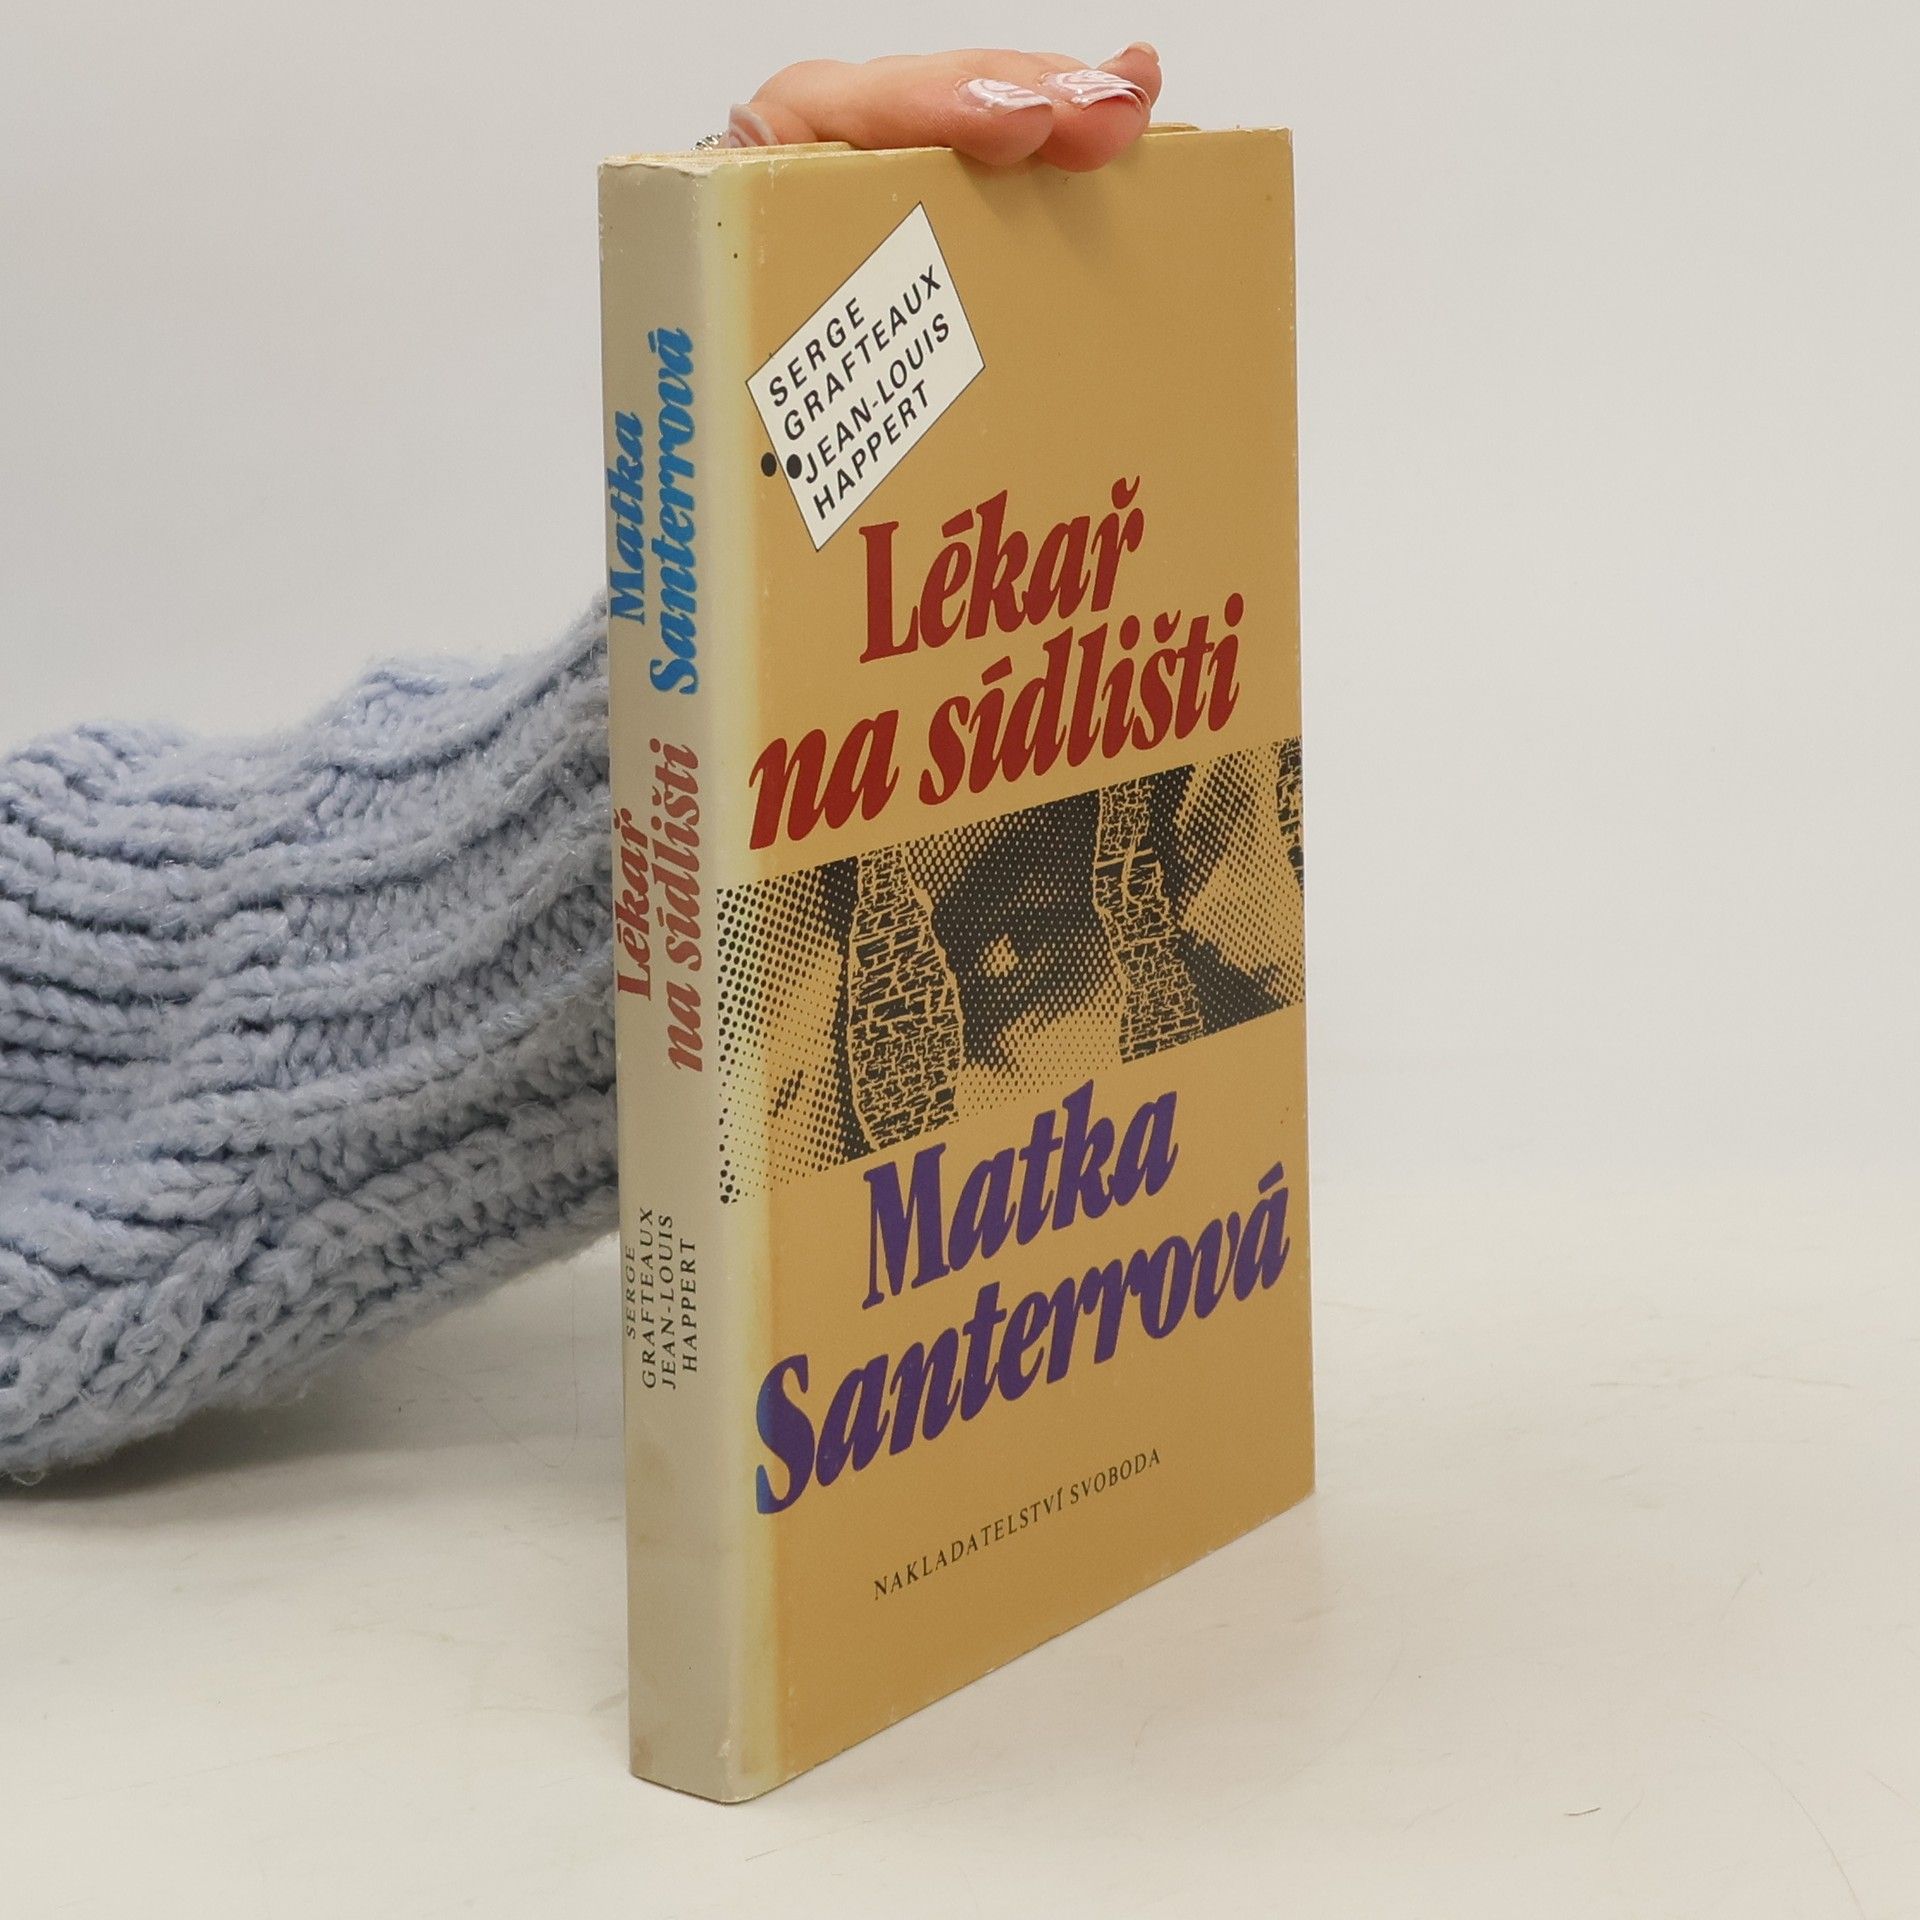 SERGE
GRAFTEAUX
JEAN-LOUIS
HAPPERT
Lékař
na sídlišti
Matka
Santerrová
NAKLADATELSTVÍ SVOBODA
Matka
Santerrová
Lékař
na sídlišti
SERGE
GRAFTEAUX
JEAN-LOUIS
HAPPERT